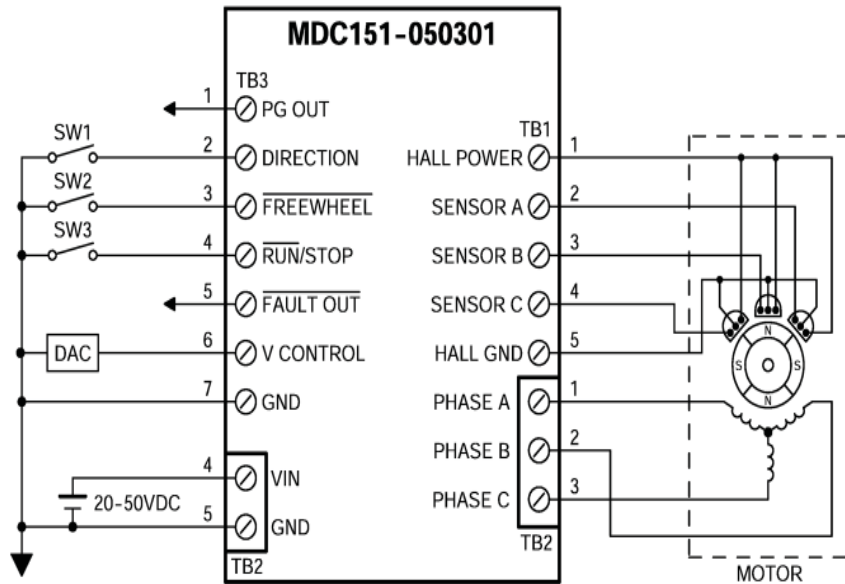 MDC151-050301
TB3
1 PG OUT
SW1
2 DIRECTION
SW2
3 FREEWHEEL
SW3
4 RUN/STOP
5 FAULT OUT
DAC
6 V CONTROL
7 GND
4 VIN
20-50VDC
5 GND
TB2
TB1
HALL POWER 1
SENSOR A 2
SENSOR B 3
SENSOR C 4
HALL GND 5
PHASE A 1
PHASE B 2
PHASE C 3
TB2
N
S
S
N
MOTOR